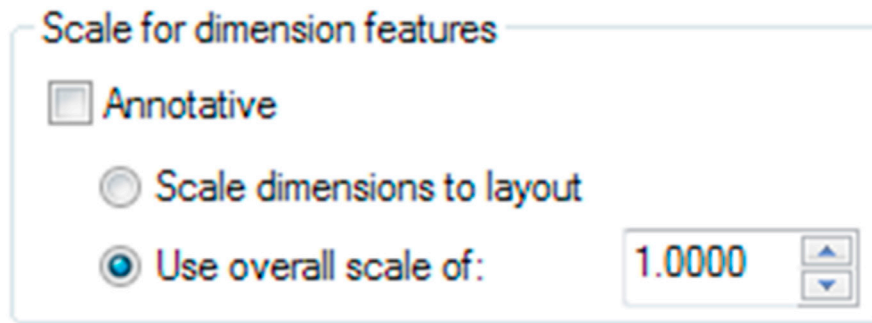 Scale for dimension features
Annotative
Scale dimensions to layout
Use overall scale of: 1.0000